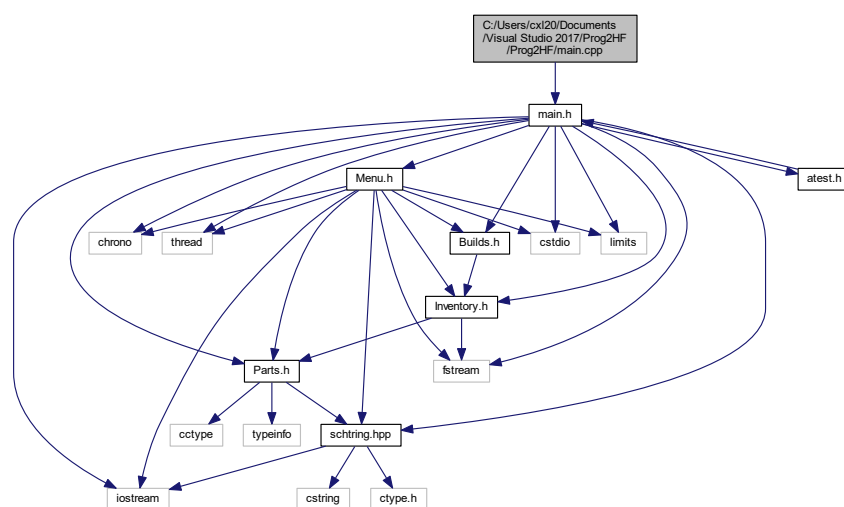 C:/Users/cxl20/Documents
/Visual Studio 2017/Prog2HF
/Prog2HF/main.cpp
main.h
Menu.h
atest.h
chrono
thread
Builds.h
cstdio
limits
Inventory.h
Parts.h
fstream
cctype
typeinfo
schtring.hpp
iostream
cstring
ctype.h